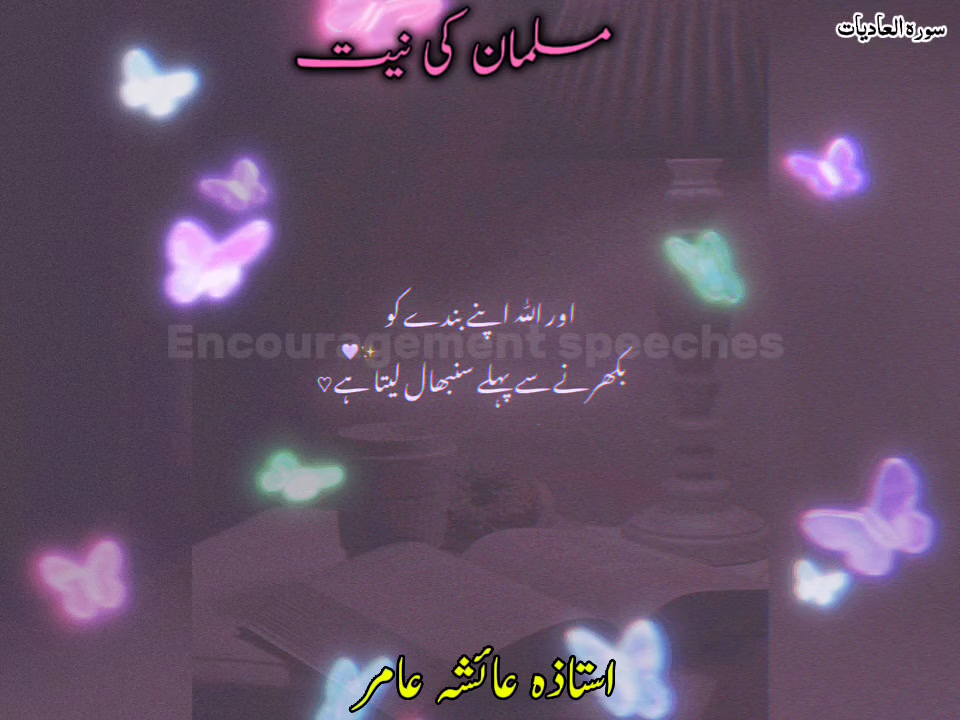 سورہ العادیات
مسلمان کی نیت
اور اللہ اپنے بندے کو
Encouragement speeches
بکھرنے سے پہلے سنبھال لیتا ہے♡
استاذہ عائشہ عامر